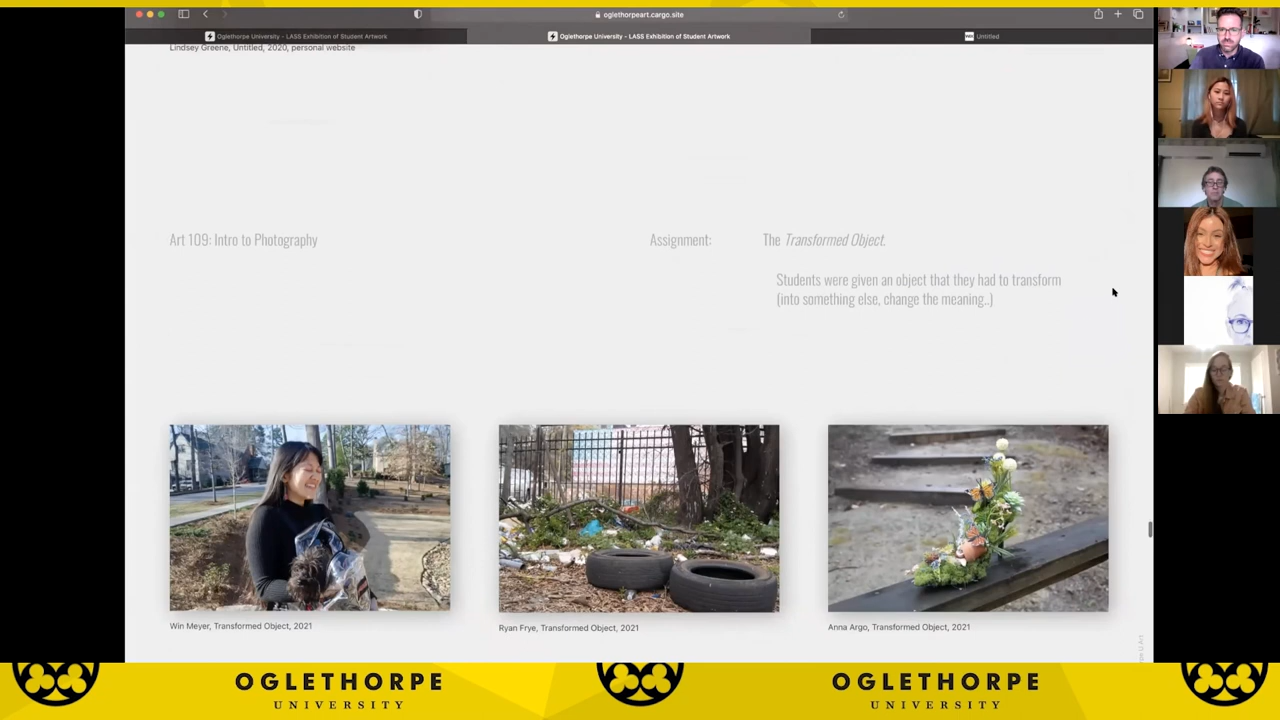 oglethorpeart.cargo.site
Oglethorpe University - LASS Exhibition of Student Artwork
Oglethorpe University – LASS Exhibition of Student Artwork
Untitled
Lindsey Greene, Untitled, 2020, personal website
Art 109: Intro to Photography
Assignment:
The Transformed Object.
Students were given an object that they had to transform
(into something else, change the meaning..)
Win Meyer, Transformed Object, 2021
Ryan Frye, Transformed Object, 2021
Anna Argo, Transformed Object, 2021
OGLETHORPE
UNIVERSITY
OGLETHORPE
UNIVERSITY